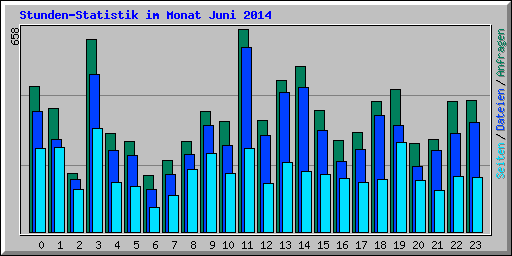 Stunden-Statistik im Monat Juni 2014
658
Seiten / Dateien / Anfragen
0 1 2 3 4 5 6 7 8 9 10 11 12 13 14 15 16 17 18 19 20 21 22 23